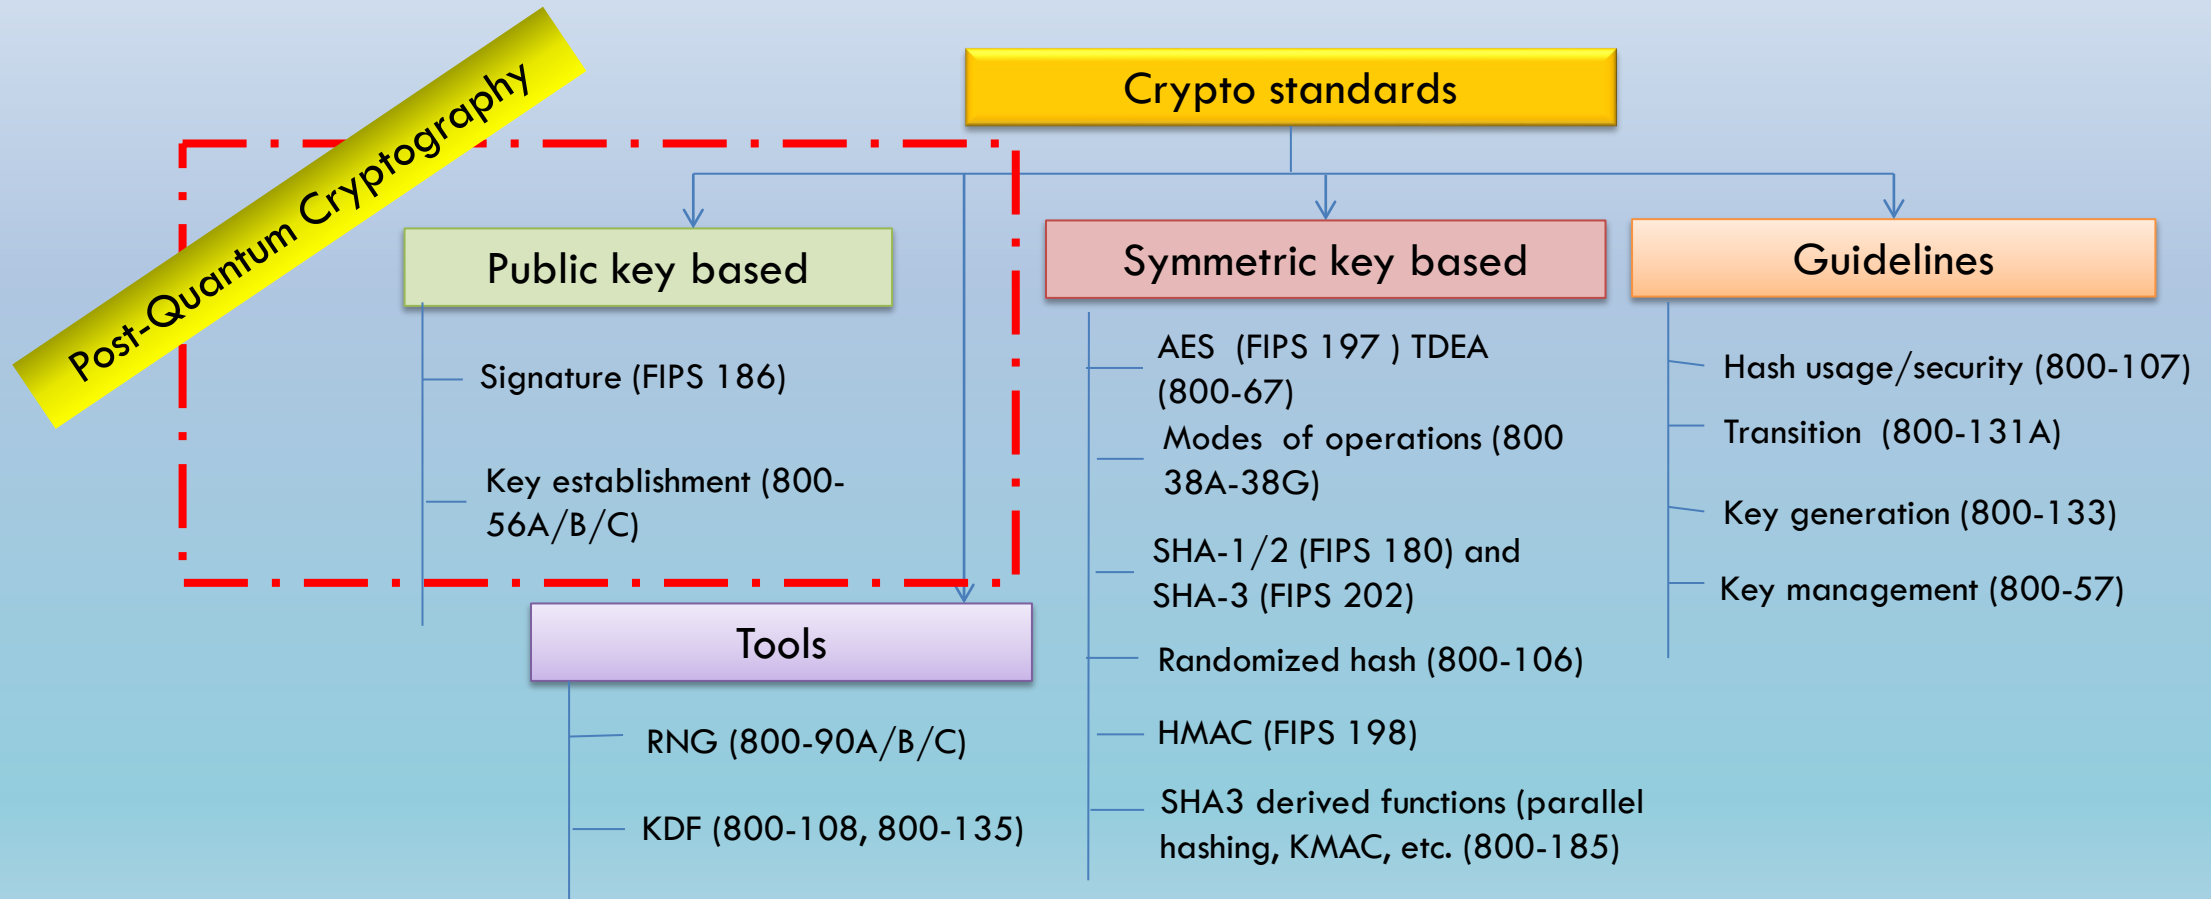 Post-Quantum Cryptography
Crypto standards
Public key based
Signature (FIPS 186)
Key establishment (800-
56A/B/C)
Tools
RNG (800-90A/B/C)
KDF (800-108, 800-135)
Symmetric key based
AES (FIPS 197 ) TDEA
(800-67)
Modes of operations (800
38A-38G)
SHA-1/2 (FIPS 180) and
SHA-3 (FIPS 202)
Randomized hash (800-106)
HMAC (FIPS 198)
SHA3 derived functions (parallel
hashing, KMAC, etc. (800-185)
Guidelines
Hash usage/security (800-107)
Transition (800-131A)
Key generation (800-133)
Key management (800-57)